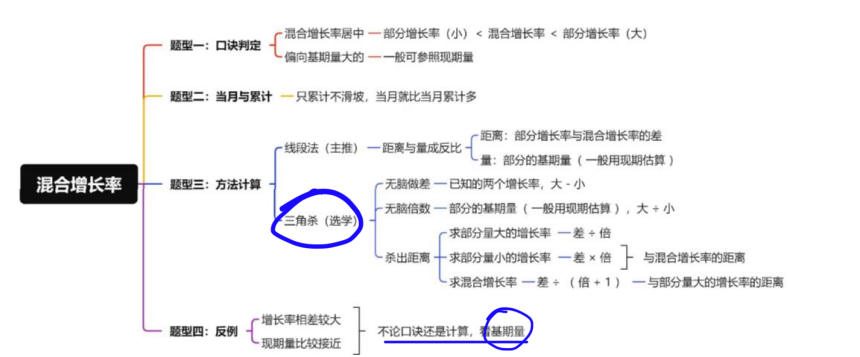 混合增长率
题型一：口诀判定
混合增长率居中 部分增长率（小）< 混合增长率 < 部分增长率（大）
偏向基期量大的 一般可参照现期量
题型二：当月与累计 只累计不滑坡，当月就比当月累计多
题型三：方法计算
线段法（主推） 距离与量成反比
距离：部分增长率与混合增长率的差
量：部分的基期量（一般用现期估算）
三角杀（选学）
无脑做差 已知的两个增长率，大 - 小
无脑倍数 部分的基期量（一般用现期估算），大 ÷ 小
杀出距离
求部分量大的增长率 差 ÷ 倍
求部分量小的增长率 差 × 倍
与混合增长率的距离
求混合增长率 差 ÷ （倍 + 1） 与部分量大的增长率的距离
题型四：反例
增长率相差较大
现期量比较接近
不论口诀还是计算，看基期量